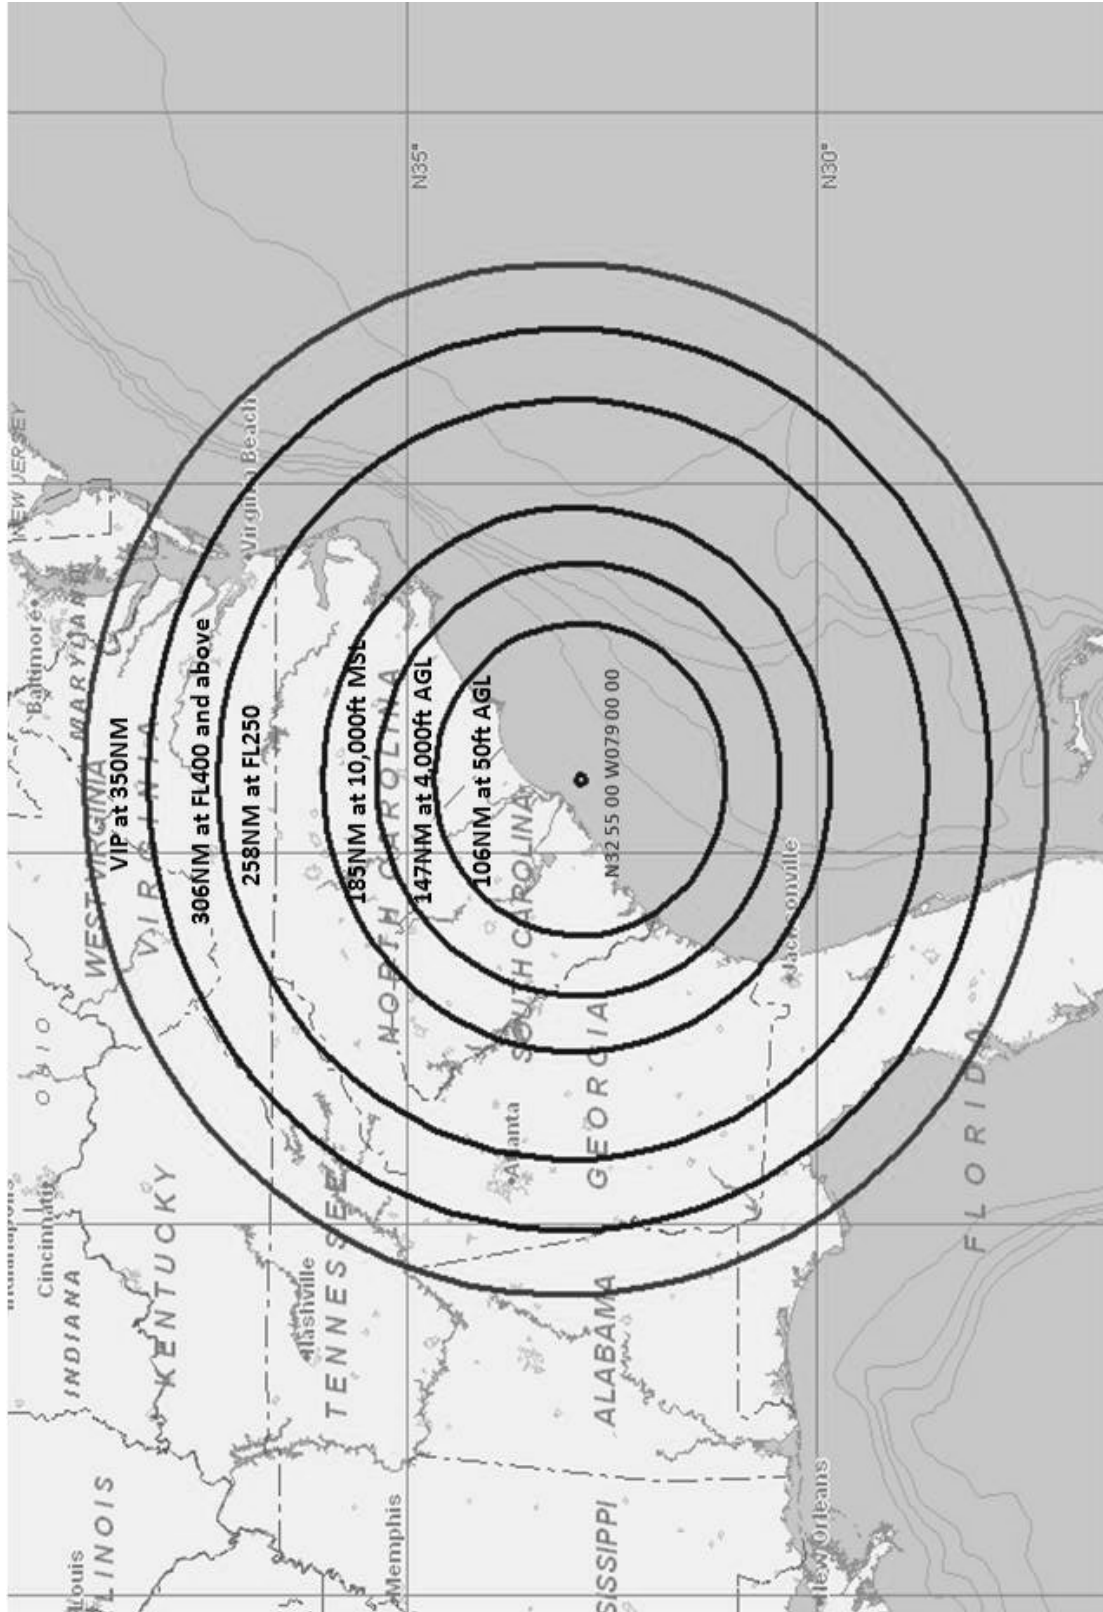 NEW JERSEY
Baltimore
MARYLAND
Virginia Beach
WEST VIRGINIA
VIRGINIA
VIP at 350NM
306NM at FL400 and above
258NM at FL250
185NM at 10,000ft MSL
147NM at 4,000ft AGL
106NM at 50ft AGL
N32 55 00 W079 00 00
NORTH CAROLINA
SOUTH CAROLINA
N35°
N30°
OHIO
Cincinnati
Indianapolis
INDIANA
KENTUCKY
Nashville
TENNESSEE
Atlanta
GEORGIA
Jacksonville
FLORIDA
ALABAMA
Louis
LINOIS
Memphis
SISSIPPI
New Orleans